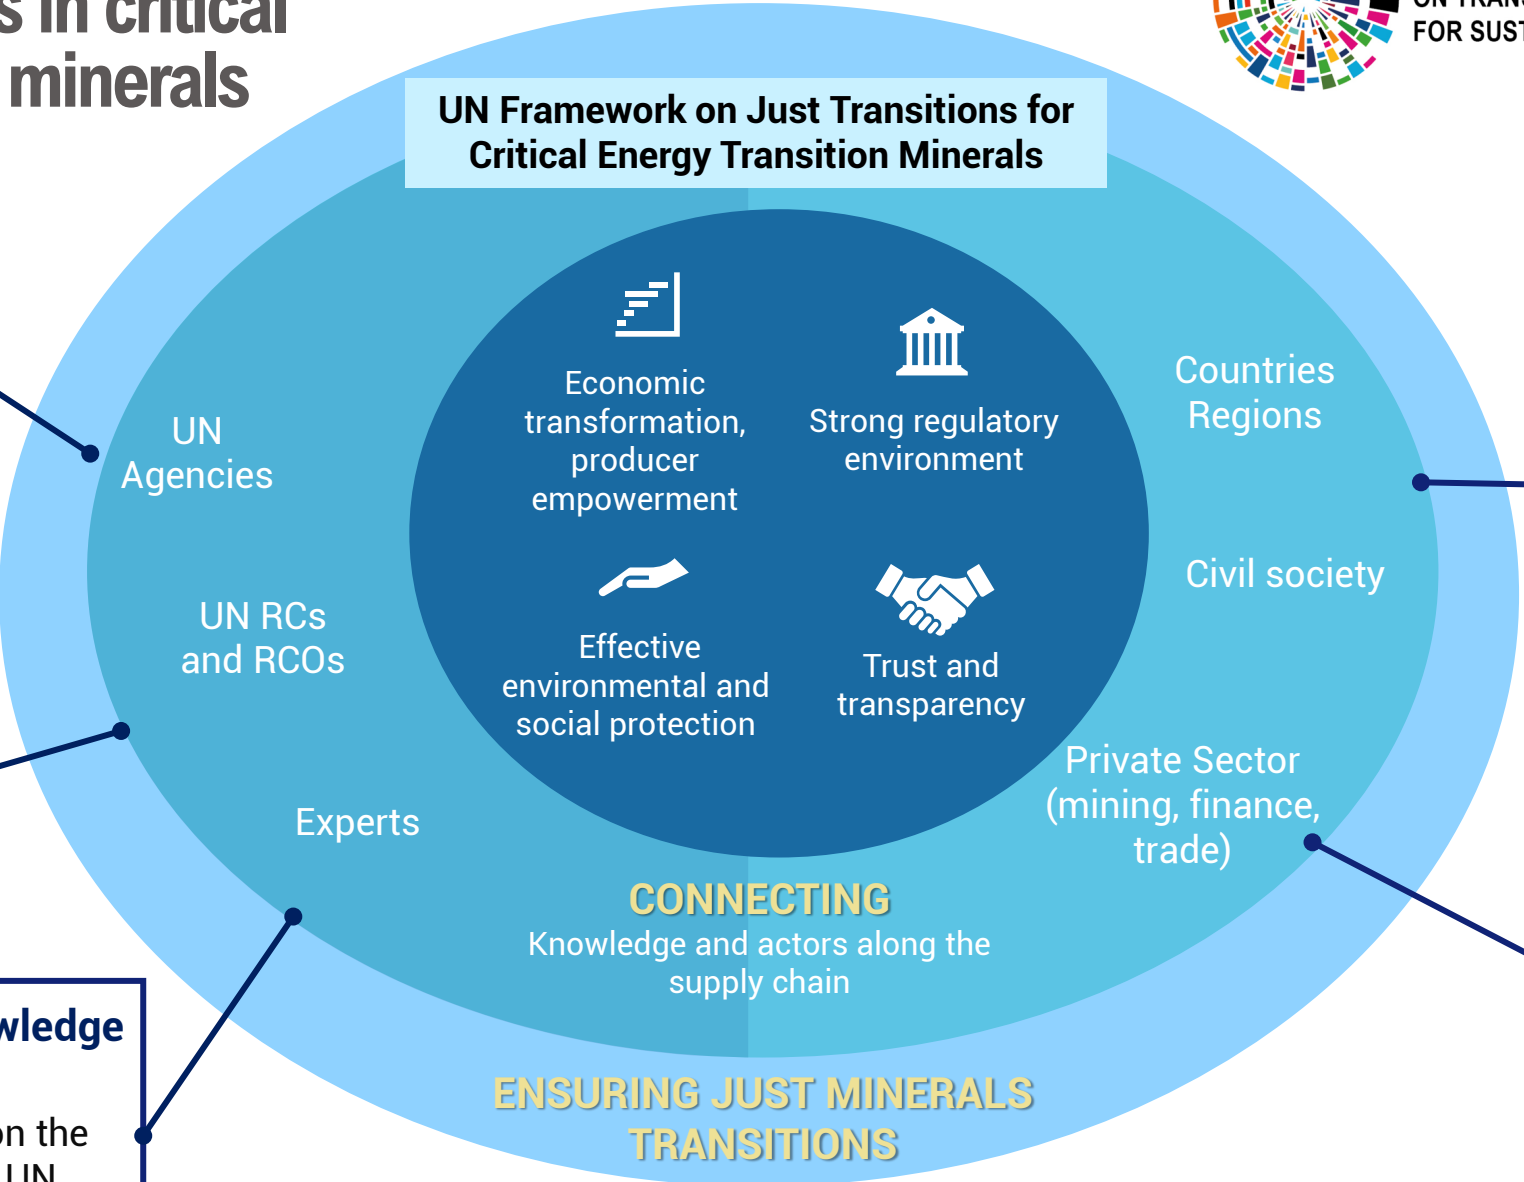 s in critical
minerals
FOR SUST
UN Framework on Just Transitions for
Critical Energy Transition Minerals
Economic
transformation,
producer
empowerment
Strong regulatory
environment
Effective
environmental and
social protection
Trust and
transparency
UN
Agencies
UN RCs
and RCOs
Experts
Countries
Regions
Civil society
Private Sector
(mining, finance,
trade)
CONNECTING
Knowledge and actors along the
supply chain
ENSURING JUST MINERALS
TRANSITIONS
wledge
on the
UN